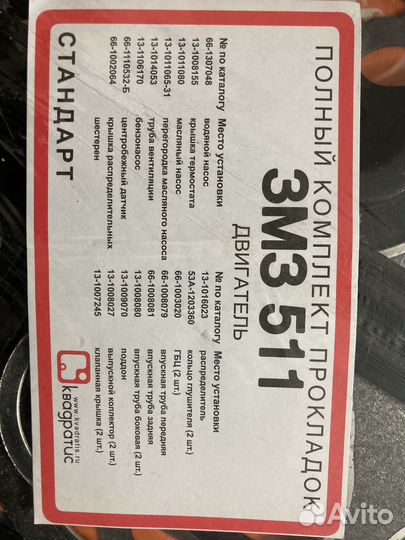 ПОЛНЫЙ КОМПЛЕКТ ПРОКЛАДОК
ЗМЗ 511
ДВИГАТЕЛЬ
№ по каталогу Место установки
66-1307048 водяной насос
13-1008155 крышка термостата
13-1011080 масляный насос
13-1011065-31 перегородка масляного насоса
13-1014053 труба вентиляции
13-1106170 бензонасос
66-1110532-Б центробежный датчик
66-1002064 крышка распределительных
шестерен
№ по каталогу Место установки
13-1016023 распределитель
53А-1203360 кольцо глушителя (2 шт.)
66-1003020 ГБЦ (2 шт.)
66-1008079 впускная труба передняя
66-1008081 впускная труба задняя
13-1008080 впускная труба боковая (2 шт.)
13-1009070 поддон
13-1008027 выпускной коллектор (2 шт.)
13-1007245 клапанная крышка (2 шт.)
СТАНДАРТ
www.kvadratis.ru
квадратис
Avito